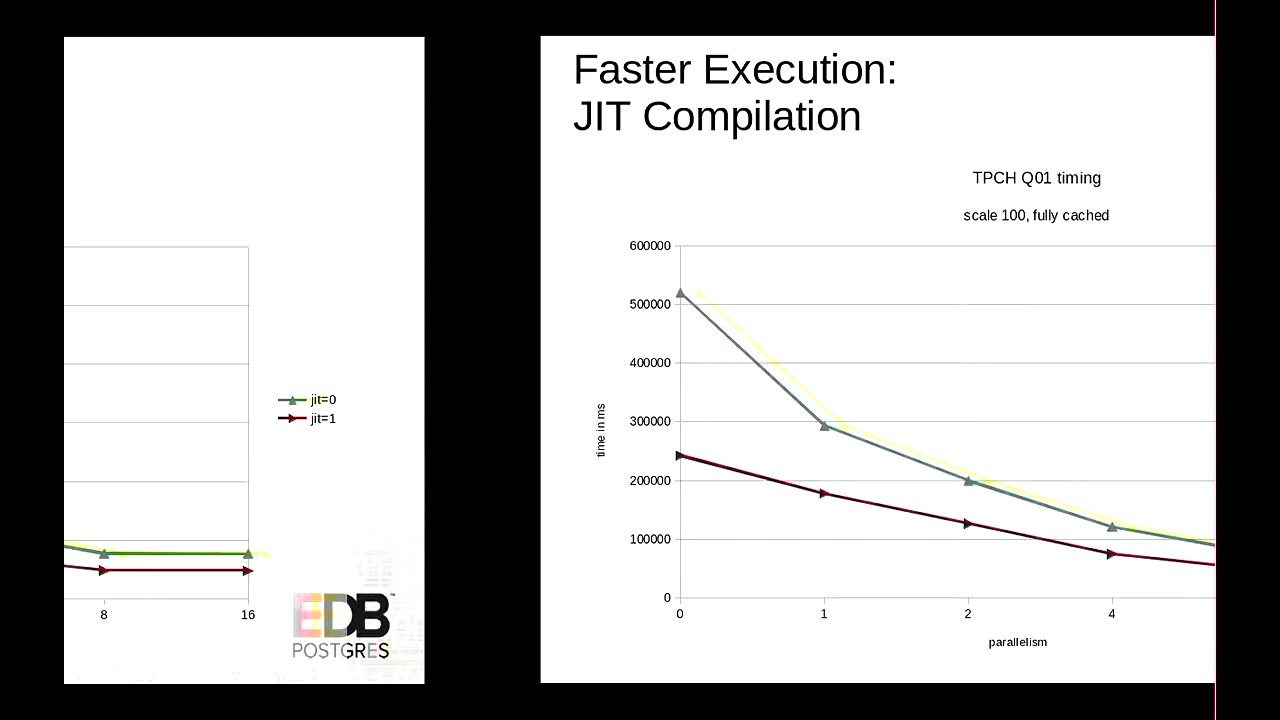 Faster Execution:
JIT Compilation
TPCH Q01 timing
scale 100, fully cached
600000
500000
400000
300000
200000
100000
0
time in ms
0 1 2 4
parallelism
jit=0
jit=1
8 16
EDB™
POSTGRES